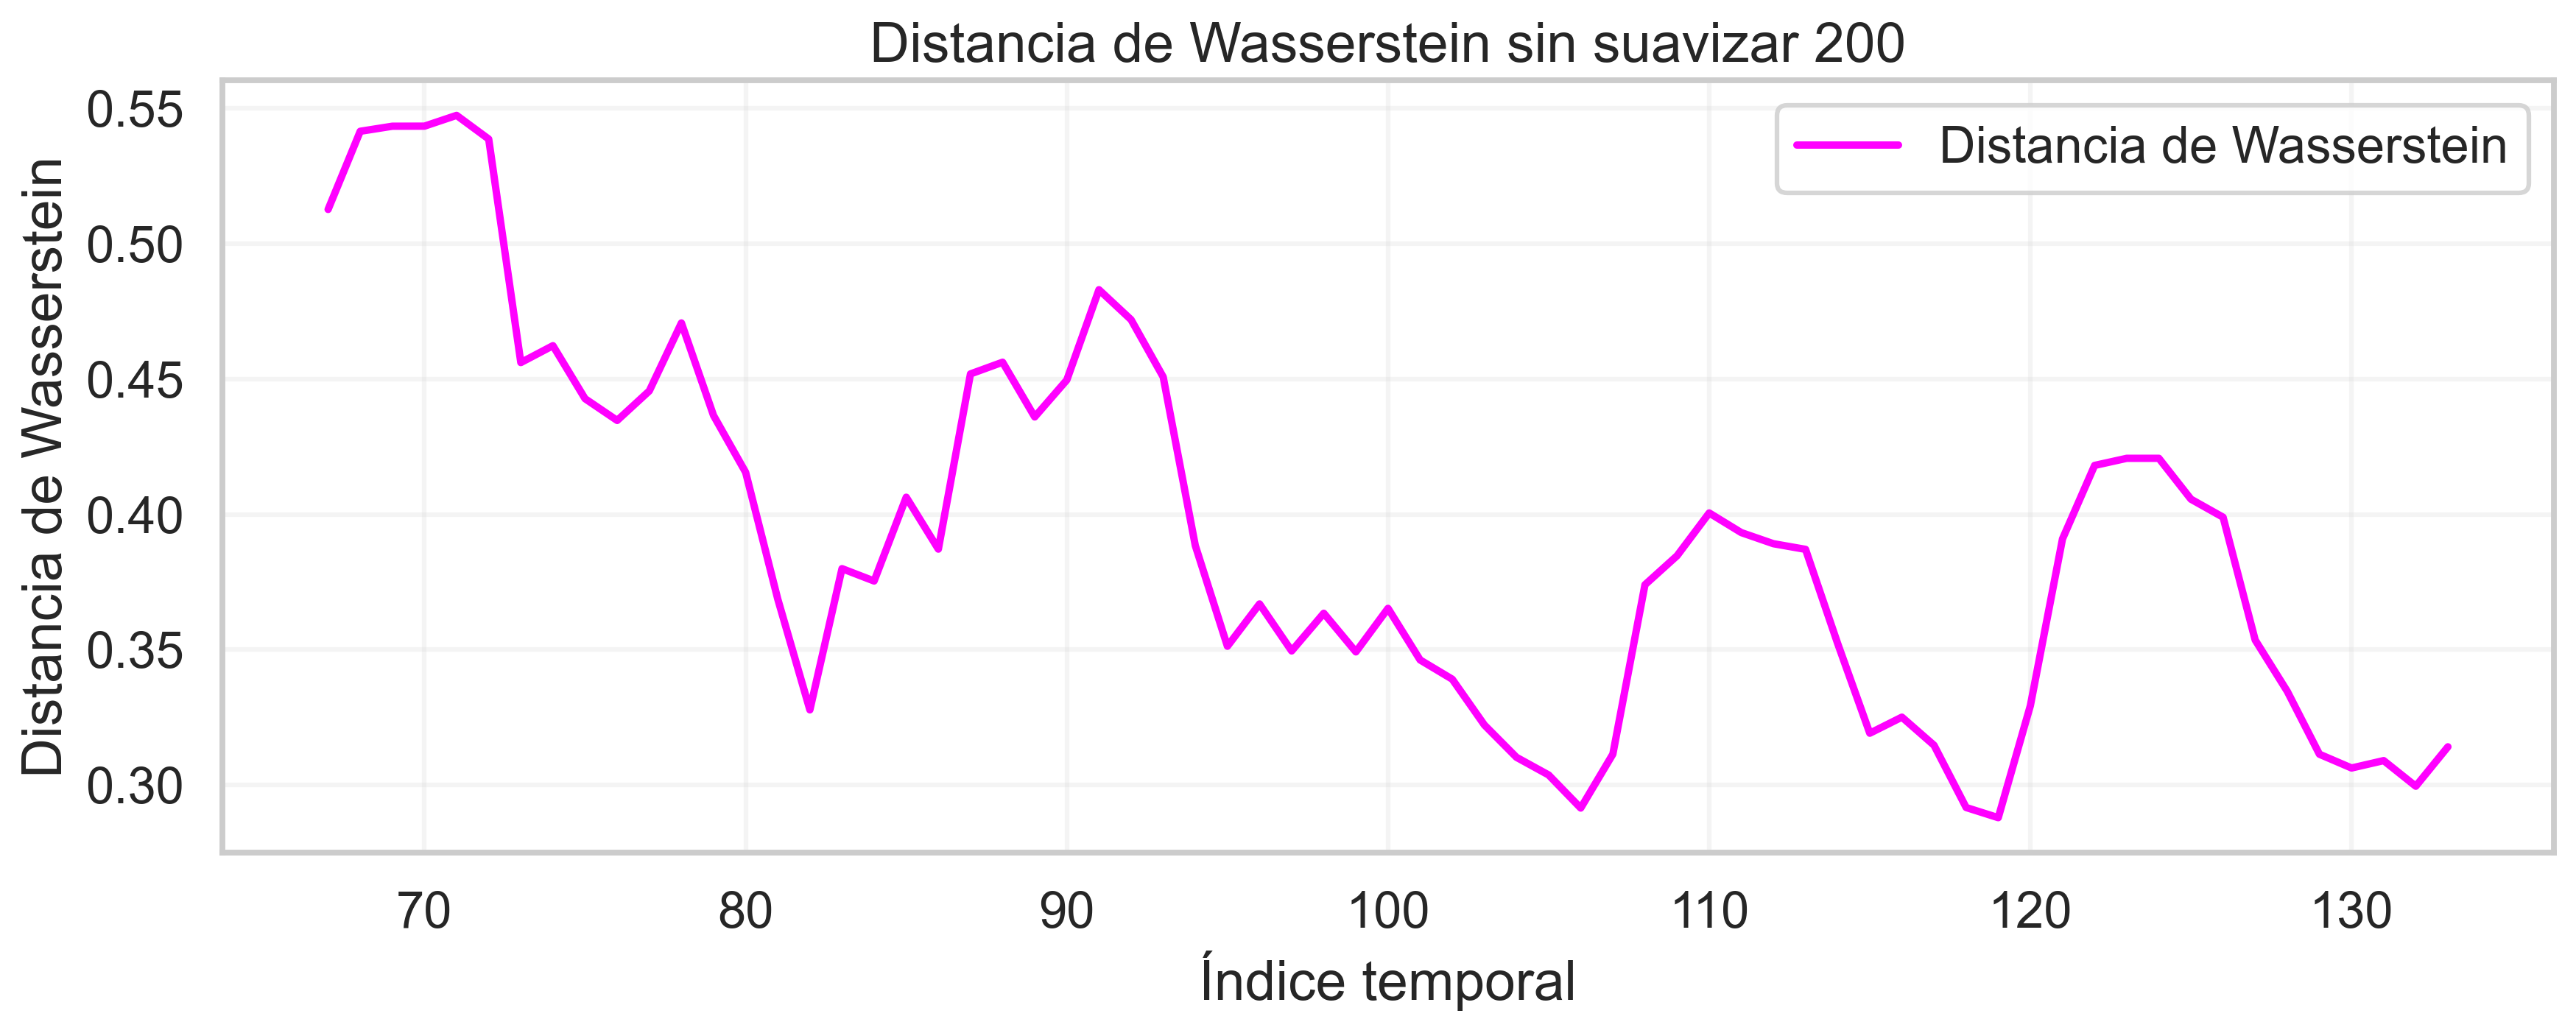 Distancia de Wasserstein sin suavizar 200
Distancia de Wasserstein
Distancia de Wasserstein
0.55
0.50
0.45
0.40
0.35
0.30
70 80 90 100 110 120 130
Índice temporal